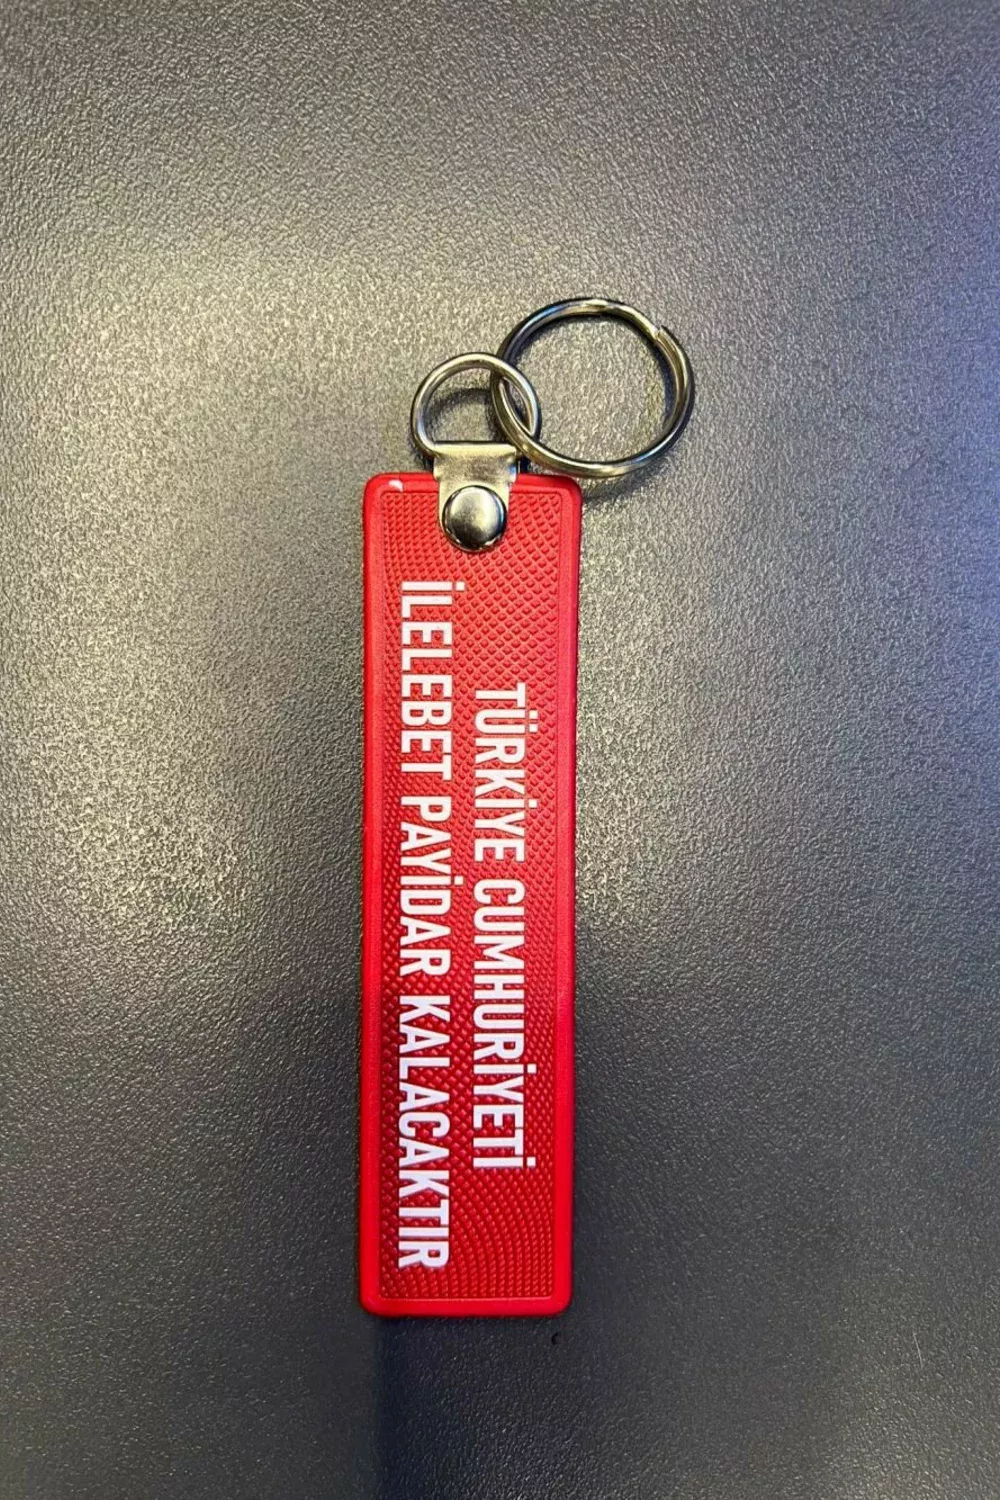 TÜRKİYE CUMHURİYETİ
İLELEBET PAYİDAR KALACAKTIR